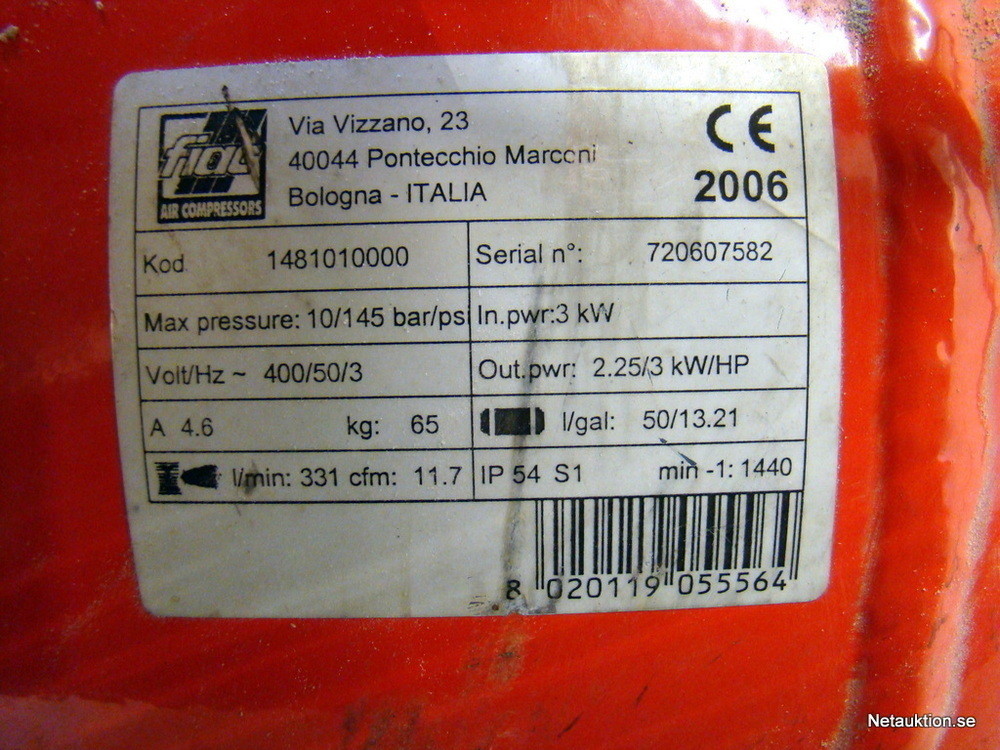 fiac
AIR COMPRESSORS
Via Vizzano, 23
40044 Pontecchio Marconi
Bologna - ITALIA
CE
2006
Kod 1481010000
Serial n°: 720607582
Max pressure: 10/145 bar/psi
In.pwr:3 kW
Volt/Hz ~ 400/50/3
Out.pwr: 2.25/3 kW/HP
A 4.6 kg: 65
l/gal: 50/13.21
l/min: 331 cfm: 11.7
IP 54 S1 min -1: 1440
8 020119 055564
Netauktion.se